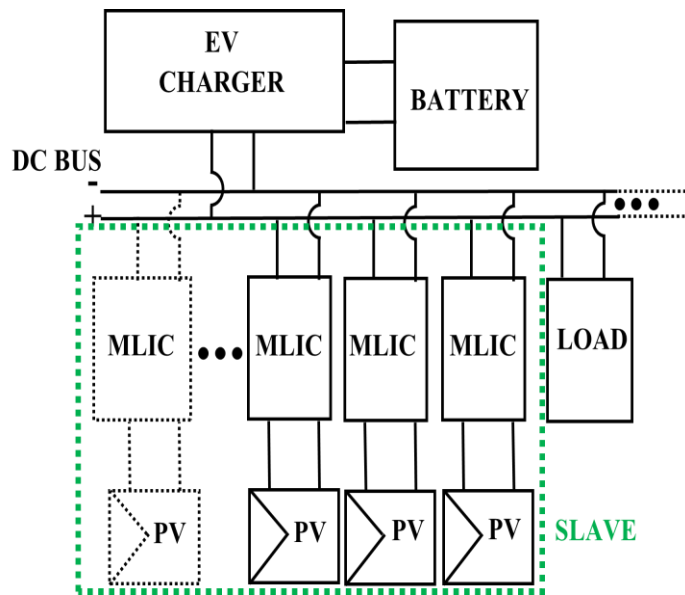 EV
CHARGER
BATTERY
DC BUS
-
+
MLIC
MLIC
MLIC
MLIC
LOAD
PV
PV
PV
PV
SLAVE